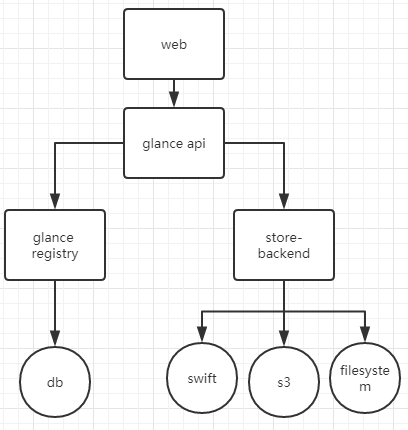 web
glance api
glance
registry
store-
backend
db
swift
s3
filesyste
m